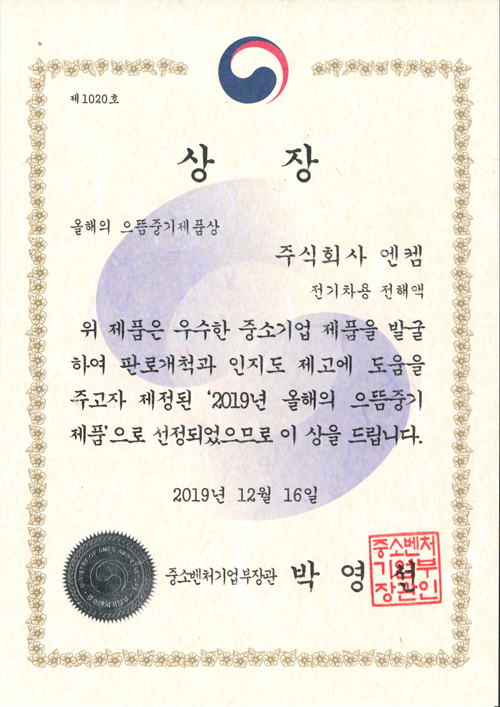 제1020호
상 장
올해의 으뜸중기제품상
주식회사 엔켐
전기차용 전해액
위 제품은 우수한 중소기업 제품을 발굴
하여 판로개척과 인지도 제고에 도움을
주고자 제정된 '2019년 올해의 으뜸중기
제품'으로 선정되었으므로 이 상을 드립니다.
2019년 12월 16일
중소벤처기업부장관 박 영 선
중소벤처
기업부
장관인